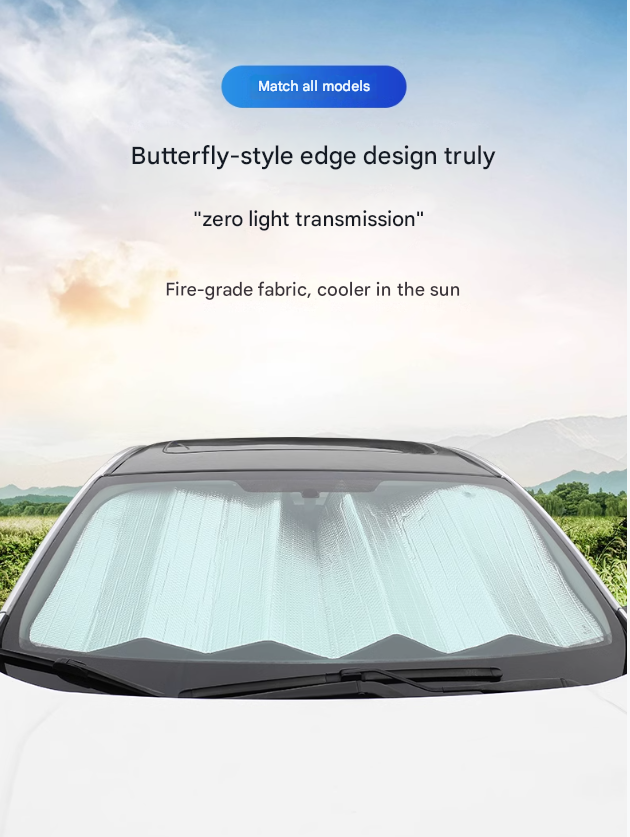 Match all models
Butterfly-style edge design truly
"zero light transmission"
Fire-grade fabric, cooler in the sun